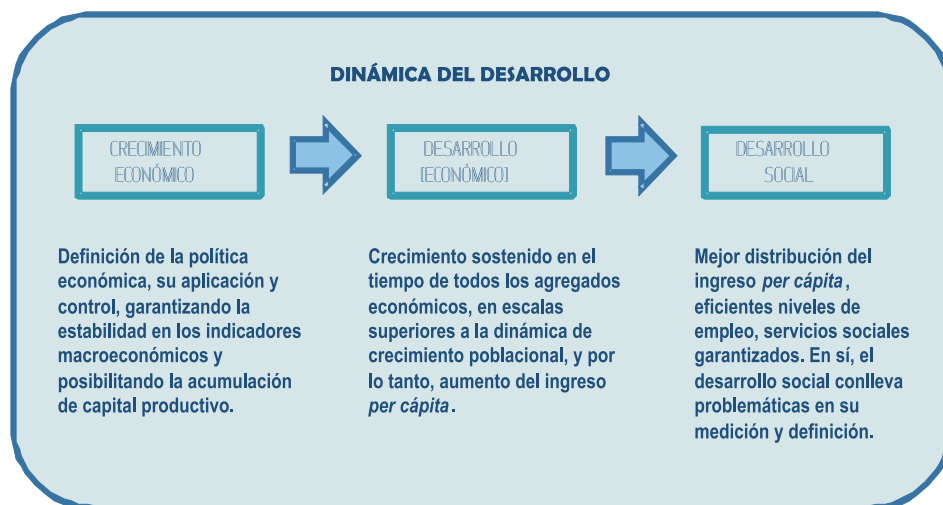 DINÁMICA DEL DESARROLLO
CRECIMIENTO
ECONÓMICO
DESARROLLO
[ECONÓMICO]
DESARROLLO
SOCIAL
Definición de la política
económica, su aplicación y
control, garantizando la
estabilidad en los indicadores
macroeconómicos y
posibilitando la acumulación
de capital productivo.
Crecimiento sostenido en el
tiempo de todos los agregados
económicos, en escalas
superiores a la dinámica de
crecimiento poblacional, y por
lo tanto, aumento del ingreso
per cápita.
Mejor distribución del
ingreso per cápita,
eficientes niveles de
empleo, servicios sociales
garantizados. En sí, el
desarrollo social conlleva
problemáticas en su
medición y definición.